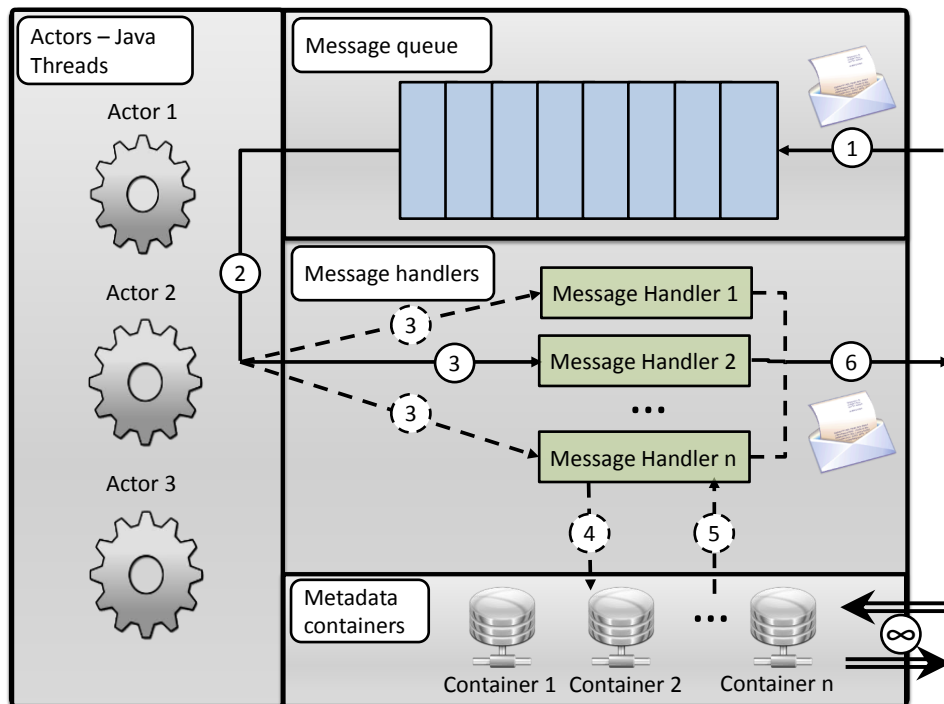 Actors – Java
Threads
Actor 1
Actor 2
Actor 3
Message queue
1
2
Message handlers
Message Handler 1
3
Message Handler 2
3
6
...
3
Message Handler n
4
5
Metadata
containers
...
∞
Container 1
Container 2
Container n